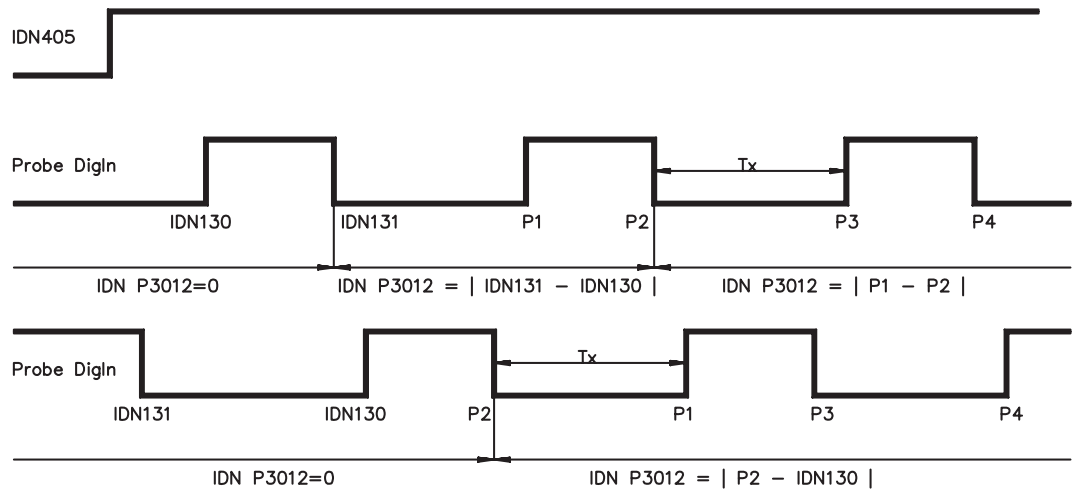 IDN405
Probe DigIn
Tx
IDN130
IDN131
P1
P2
P3
P4
IDN P3012=0
IDN P3012 = | IDN131 - IDN130 |
IDN P3012 = | P1 - P2 |
Probe DigIn
Tx
IDN131
IDN130
P2
P1
P3
P4
IDN P3012=0
IDN P3012 = | P2 - IDN130 |